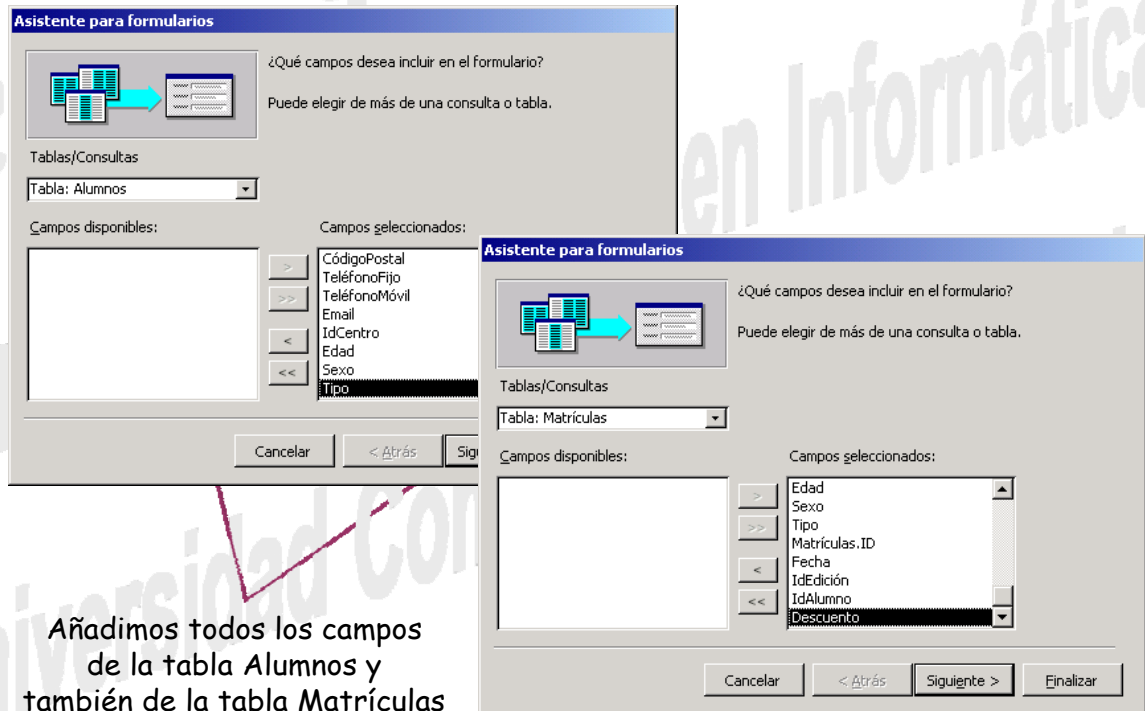 Asistente para formularios
¿Qué campos desea incluir en el formulario?
Puede elegir de más de una consulta o tabla.
Tablas/Consultas
Tabla: Alumnos
Campos disponibles:
Campos seleccionados:
CódigoPostal
TeléfonoFijo
TeléfonoMóvil
Email
IdCentro
Edad
Sexo
Tipo
>
>>
<
<<
Cancelar
< Atrás
Asistente para formularios
¿Qué campos desea incluir en el formulario?
Puede elegir de más de una consulta o tabla.
Tablas/Consultas
Tabla: Matrículas
Campos disponibles:
Campos seleccionados:
Edad
Sexo
Tipo
Matrículas.ID
Fecha
IdEdición
IdAlumno
Descuento
>
>>
<
<<
Cancelar
< Atrás
Siguiente >
Finalizar
Añadimos todos los campos
de la tabla Alumnos y
también de la tabla Matrículas
en Informática